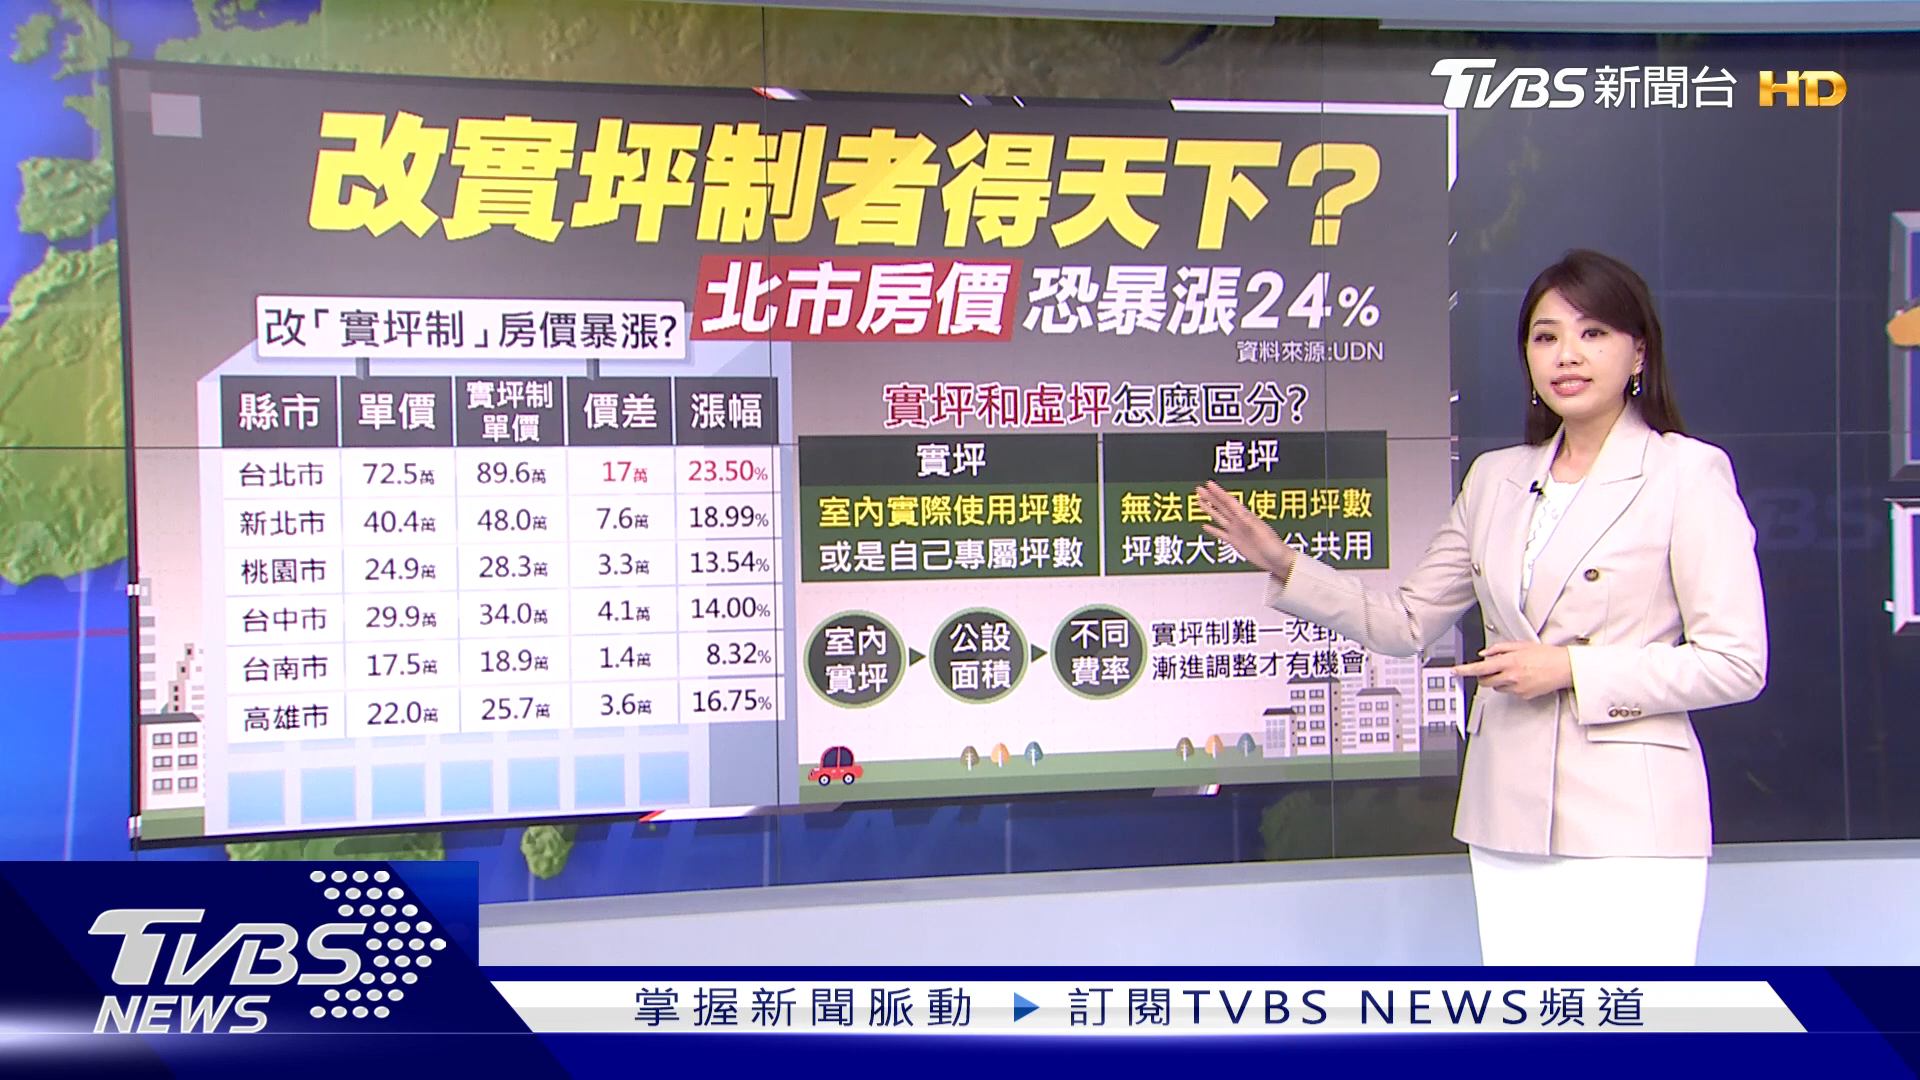 TVBS新聞台 HD
改實坪制者得天下?
北市房價 恐暴漲24%
資料來源:UDN
改「實坪制」房價暴漲?
縣市 單價 實坪制單價 價差 漲幅
台北市 72.5萬 89.6萬 17萬 23.50%
新北市 40.4萬 48.0萬 7.6萬 18.99%
桃園市 24.9萬 28.3萬 3.3萬 13.54%
台中市 29.9萬 34.0萬 4.1萬 14.00%
台南市 17.5萬 18.9萬 1.4萬 8.32%
高雄市 22.0萬 25.7萬 3.6萬 16.75%
實坪和虛坪怎麼區分?
實坪 虛坪
室內實際使用坪數 無法自 使用坪數
或是自己專屬坪數 坪數大家 分共用
室內實坪 公設面積 不同費率
實坪制難一次到
漸進調整才有機會
TVBS
NEWS
掌握新聞脈動 ▶ 訂閱TVBS NEWS頻道